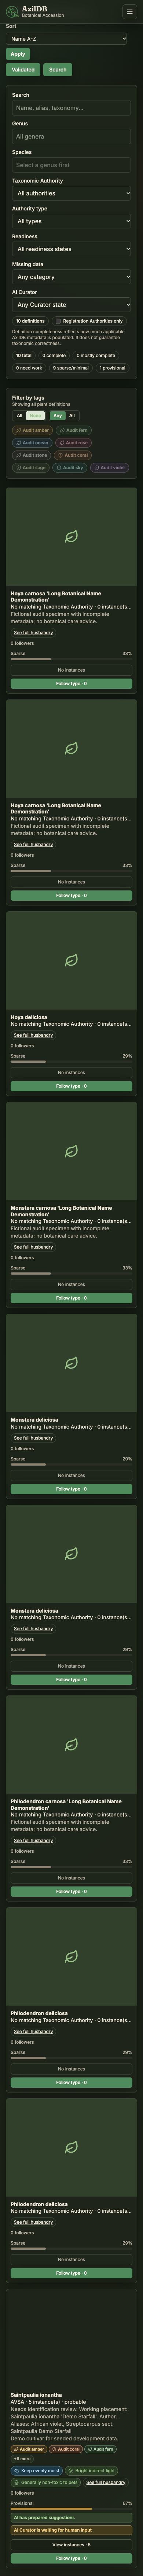 AxilDB
Botanical Accession
Sort
Name A-Z
Apply
Validated
Search
Search
Name, alias, taxonomy...
Genus
All genera
Species
Select a genus first
Taxonomic Authority
All authorities
Authority type
All types
Readiness
All readiness states
Missing data
Any category
AI Curator
Any Curator state
10 definitions
Registration Authorities only
Definition completeness reflects how much applicable
AxilDB metadata is populated. It does not guarantee
taxonomic correctness.
10 total
0 complete
0 mostly complete
0 need work
9 sparse/minimal
1 provisional
Filter by tags
Showing all plant definitions
All
None
Any
All
Audit amber
Audit fern
Audit ocean
Audit rose
Audit stone
Audit coral
Audit sage
Audit sky
Audit violet
Hoya carnosa 'Long Botanical Name
Demonstration'
No matching Taxonomic Authority · 0 instance(s...
Fictional audit specimen with incomplete
metadata; no botanical care advice.
See full husbandry
0 followers
Sparse
33%
No instances
Follow type · 0
Hoya carnosa 'Long Botanical Name
Demonstration'
No matching Taxonomic Authority · 0 instance(s...
Fictional audit specimen with incomplete
metadata; no botanical care advice.
See full husbandry
0 followers
Sparse
33%
No instances
Follow type · 0
Hoya deliciosa
No matching Taxonomic Authority · 0 instance(s...
See full husbandry
0 followers
Sparse
29%
No instances
Follow type · 0
Monstera carnosa 'Long Botanical Name
Demonstration'
No matching Taxonomic Authority · 0 instance(s...
Fictional audit specimen with incomplete
metadata; no botanical care advice.
See full husbandry
0 followers
Sparse
33%
No instances
Follow type · 0
Monstera deliciosa
No matching Taxonomic Authority · 0 instance(s...
See full husbandry
0 followers
Sparse
29%
No instances
Follow type · 0
Monstera deliciosa
No matching Taxonomic Authority · 0 instance(s...
See full husbandry
0 followers
Sparse
29%
No instances
Follow type · 0
Philodendron carnosa 'Long Botanical Name
Demonstration'
No matching Taxonomic Authority · 0 instance(s...
Fictional audit specimen with incomplete
metadata; no botanical care advice.
See full husbandry
0 followers
Sparse
33%
No instances
Follow type · 0
Philodendron deliciosa
No matching Taxonomic Authority · 0 instance(s...
See full husbandry
0 followers
Sparse
29%
No instances
Follow type · 0
Philodendron deliciosa
No matching Taxonomic Authority · 0 instance(s...
See full husbandry
0 followers
Sparse
29%
No instances
Follow type · 0
Saintpaulia ionantha
AVSA · 5 instance(s) · probable
Needs identification review. Working placement:
Saintpaulia ionantha 'Demo Starfall'. Author...
Aliases: African violet, Streptocarpus sect.
Saintpaulia Demo Starfall
Demo cultivar for seeded development data.
Audit amber
Audit coral
Audit fern
+6 more
Keep evenly moist
Bright indirect light
Generally non-toxic to pets
See full husbandry
0 followers
Provisional
67%
AI has prepared suggestions
AI Curator is waiting for human input
View instances · 5
Follow type · 0